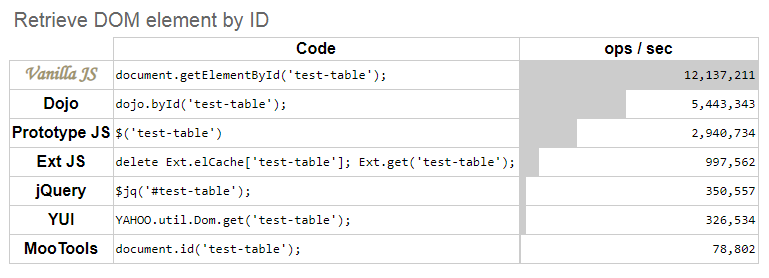 Retrieve DOM element by ID
Code ops / sec
Vanilla JS document.getElementById('test-table'); 12,137,211
Dojo dojo.byId('test-table'); 5,443,343
Prototype JS $('test-table') 2,940,734
Ext JS delete Ext.elCache['test-table']; Ext.get('test-table'); 997,562
jQuery $jq('#test-table'); 350,557
YUI YAHOO.util.Dom.get('test-table'); 326,534
MooTools document.id('test-table'); 78,802